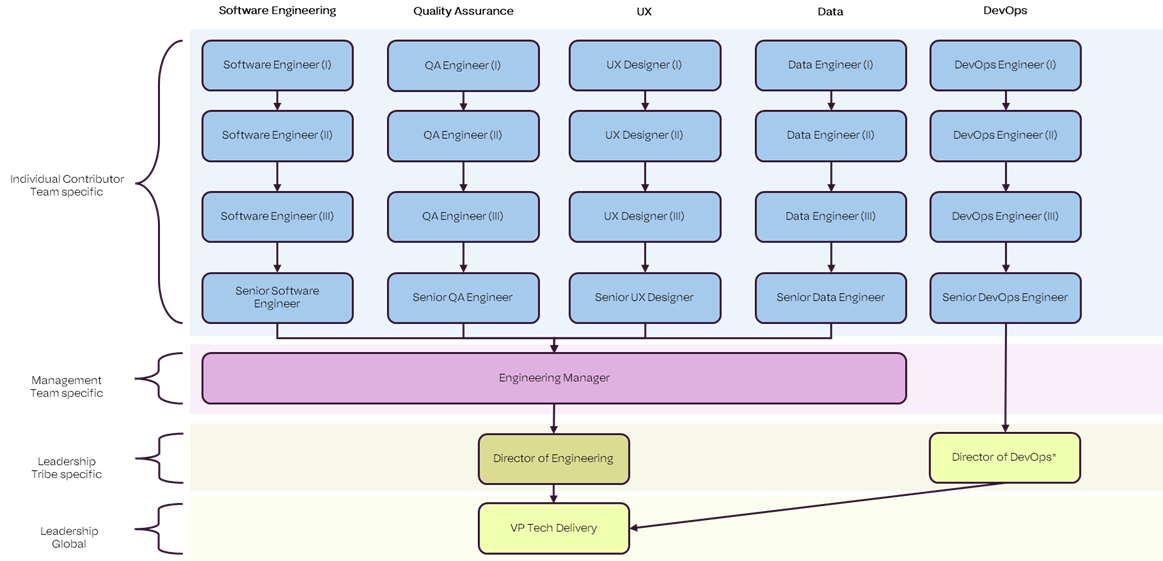 Software Engineering
Quality Assurance
UX
Data
DevOps
Software Engineer (I)
QA Engineer (I)
UX Designer (I)
Data Engineer (I)
DevOps Engineer (I)
Software Engineer (II)
QA Engineer (II)
UX Designer (II)
Data Engineer (II)
DevOps Engineer (II)
Individual Contributor
Team specific
Software Engineer (III)
QA Engineer (III)
UX Designer (III)
Data Engineer (III)
DevOps Engineer (III)
Senior Software
Engineer
Senior QA Engineer
Senior UX Designer
Senior Data Engineer
Senior DevOps Engineer
Management
Team specific
Engineering Manager
Leadership
Tribe specific
Director of Engineering
Director of DevOps*
Leadership
Global
VP Tech Delivery